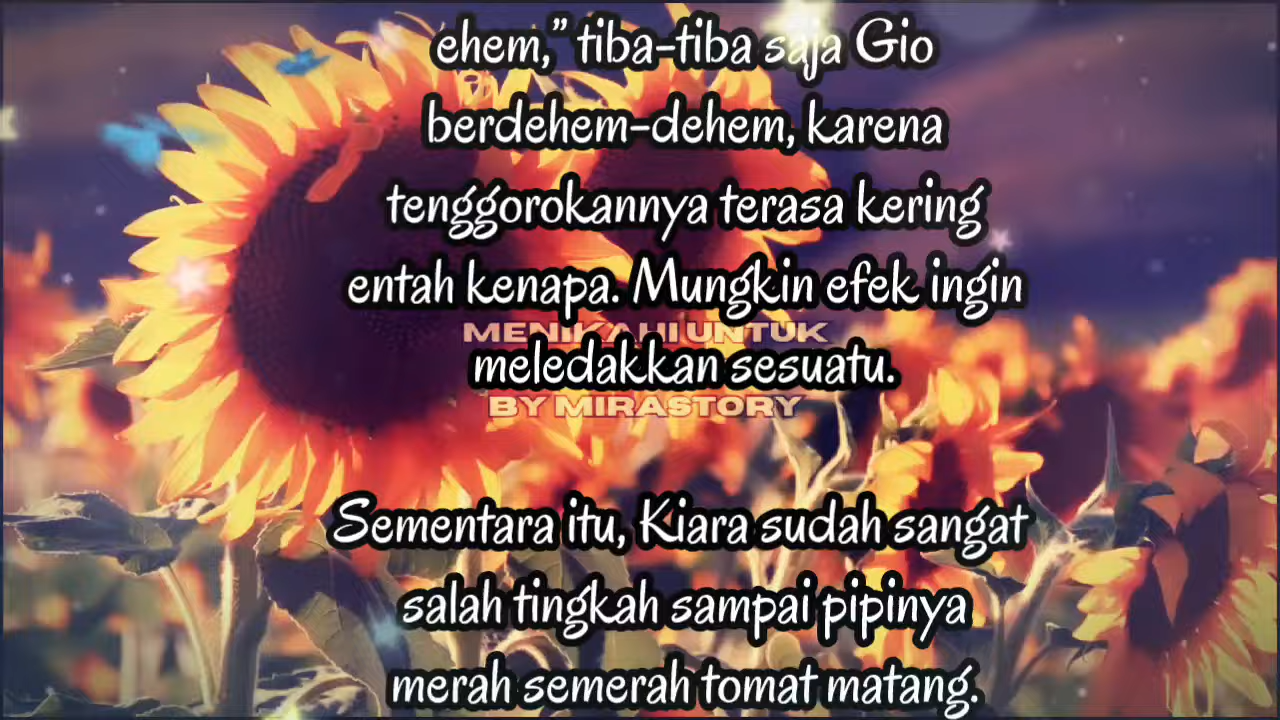 ehem,” tiba-tiba saja Gio
berdehem-dehem, karena
tenggorokannya terasa kering
entah kenapa. Mungkin efek ingin
MENIKAHI UNTUK
meledakkan sesuatu.
BY MIRASTORY
Sementara itu, Kiara sudah sangat
salah tingkah sampai pipinya
merah semerah tomat matang.